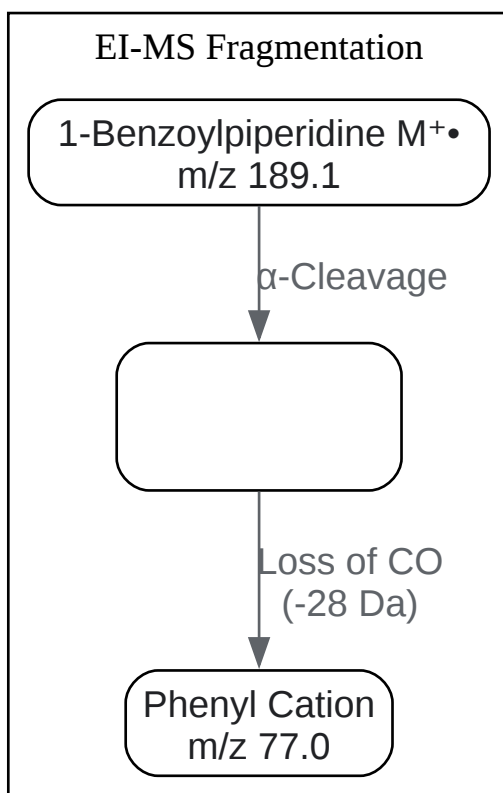 EI-MS Fragmentation
1-Benzoylpiperidine M⁺•
m/z 189.1
α-Cleavage
Loss of CO
(-28 Da)
Phenyl Cation
m/z 77.0